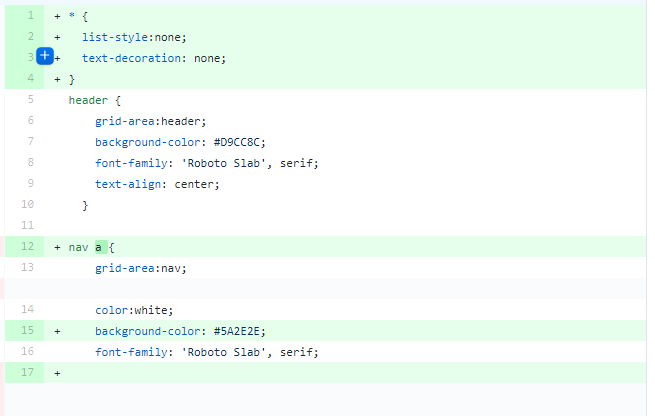 1 + * {
2 + list-style:none;
3 + text-decoration: none;
4 + }
5 header {
6 grid-area:header;
7 background-color: #D9CC8C;
8 font-family: 'Roboto Slab', serif;
9 text-align: center;
10 }
11
12 + nav a {
13 grid-area:nav;
14 color:white;
15 + background-color: #5A2E2E;
16 font-family: 'Roboto Slab', serif;
17 +